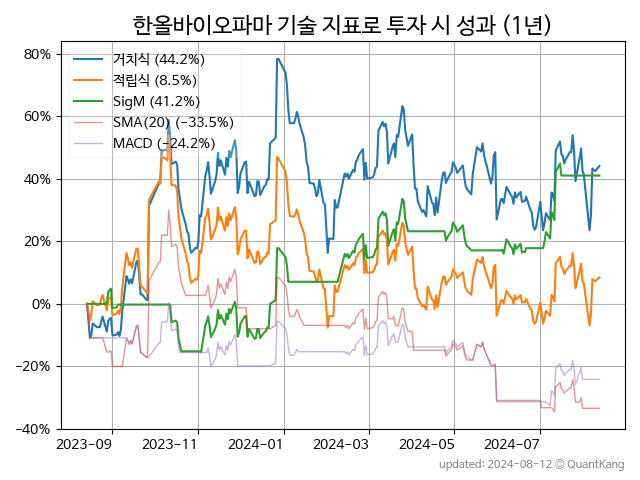 한올바이오파마 기술 지표로 투자 시 성과 (1년)
80%
60%
40%
20%
0%
−20%
−40%
거치식 (44.2%)
적립식 (8.5%)
SigM (41.2%)
SMA(20) (−33.5%)
MACD (−24.2%)
2023−09 2023−11 2024−01 2024−03 2024−05 2024−07
updated: 2024-08-12 © QuantKang